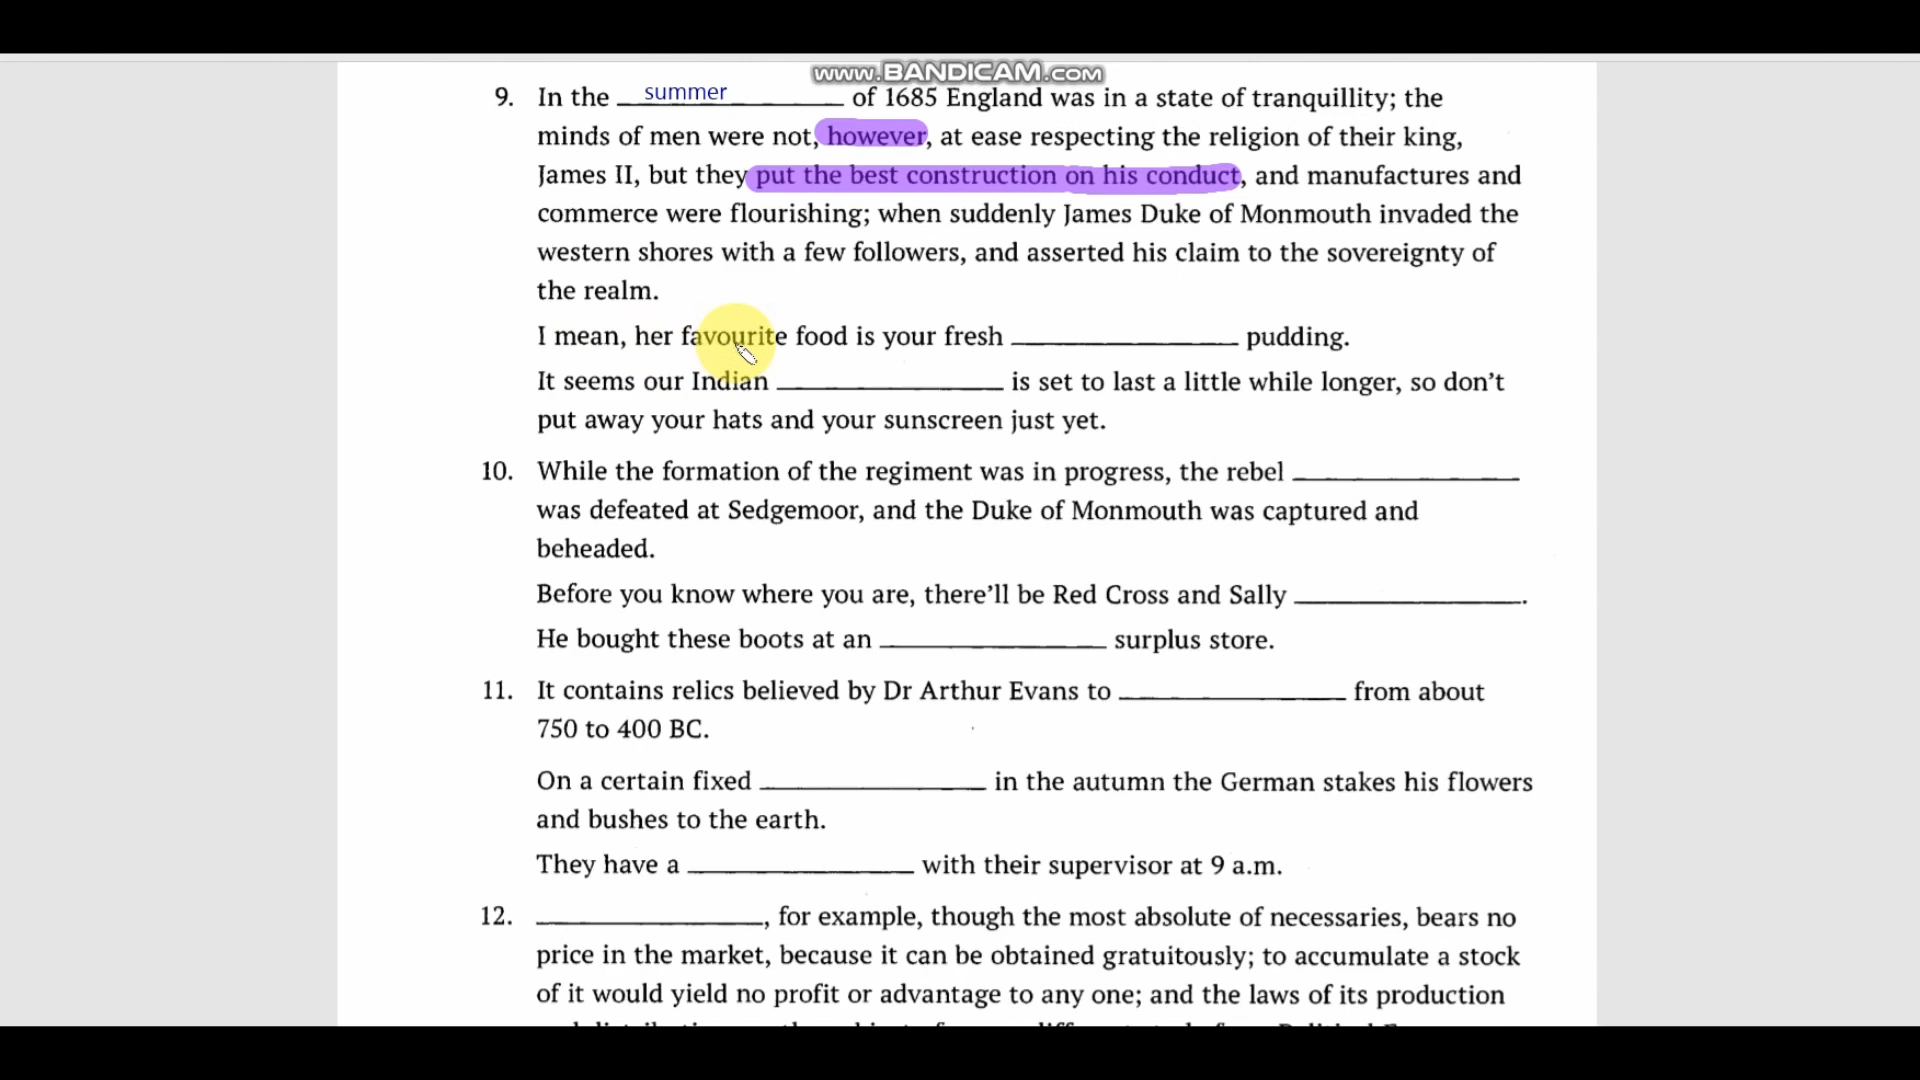 www.BANDICAM.com
9. In the summer of 1685 England was in a state of tranquillity; the
minds of men were not, however, at ease respecting the religion of their king,
James II, but they put the best construction on his conduct, and manufactures and
commerce were flourishing; when suddenly James Duke of Monmouth invaded the
western shores with a few followers, and asserted his claim to the sovereignty of
the realm.
I mean, her favourite food is your fresh ____________ pudding.
It seems our Indian ____________ is set to last a little while longer, so don’t
put away your hats and your sunscreen just yet.
10. While the formation of the regiment was in progress, the rebel ____________
was defeated at Sedgemoor, and the Duke of Monmouth was captured and
beheaded.
Before you know where you are, there’ll be Red Cross and Sally ____________.
He bought these boots at an ____________ surplus store.
11. It contains relics believed by Dr Arthur Evans to ____________ from about
750 to 400 BC.
On a certain fixed ____________ in the autumn the German stakes his flowers
and bushes to the earth.
They have a ____________ with their supervisor at 9 a.m.
12. ____________, for example, though the most absolute of necessaries, bears no
price in the market, because it can be obtained gratuitously; to accumulate a stock
of it would yield no profit or advantage to any one; and the laws of its production